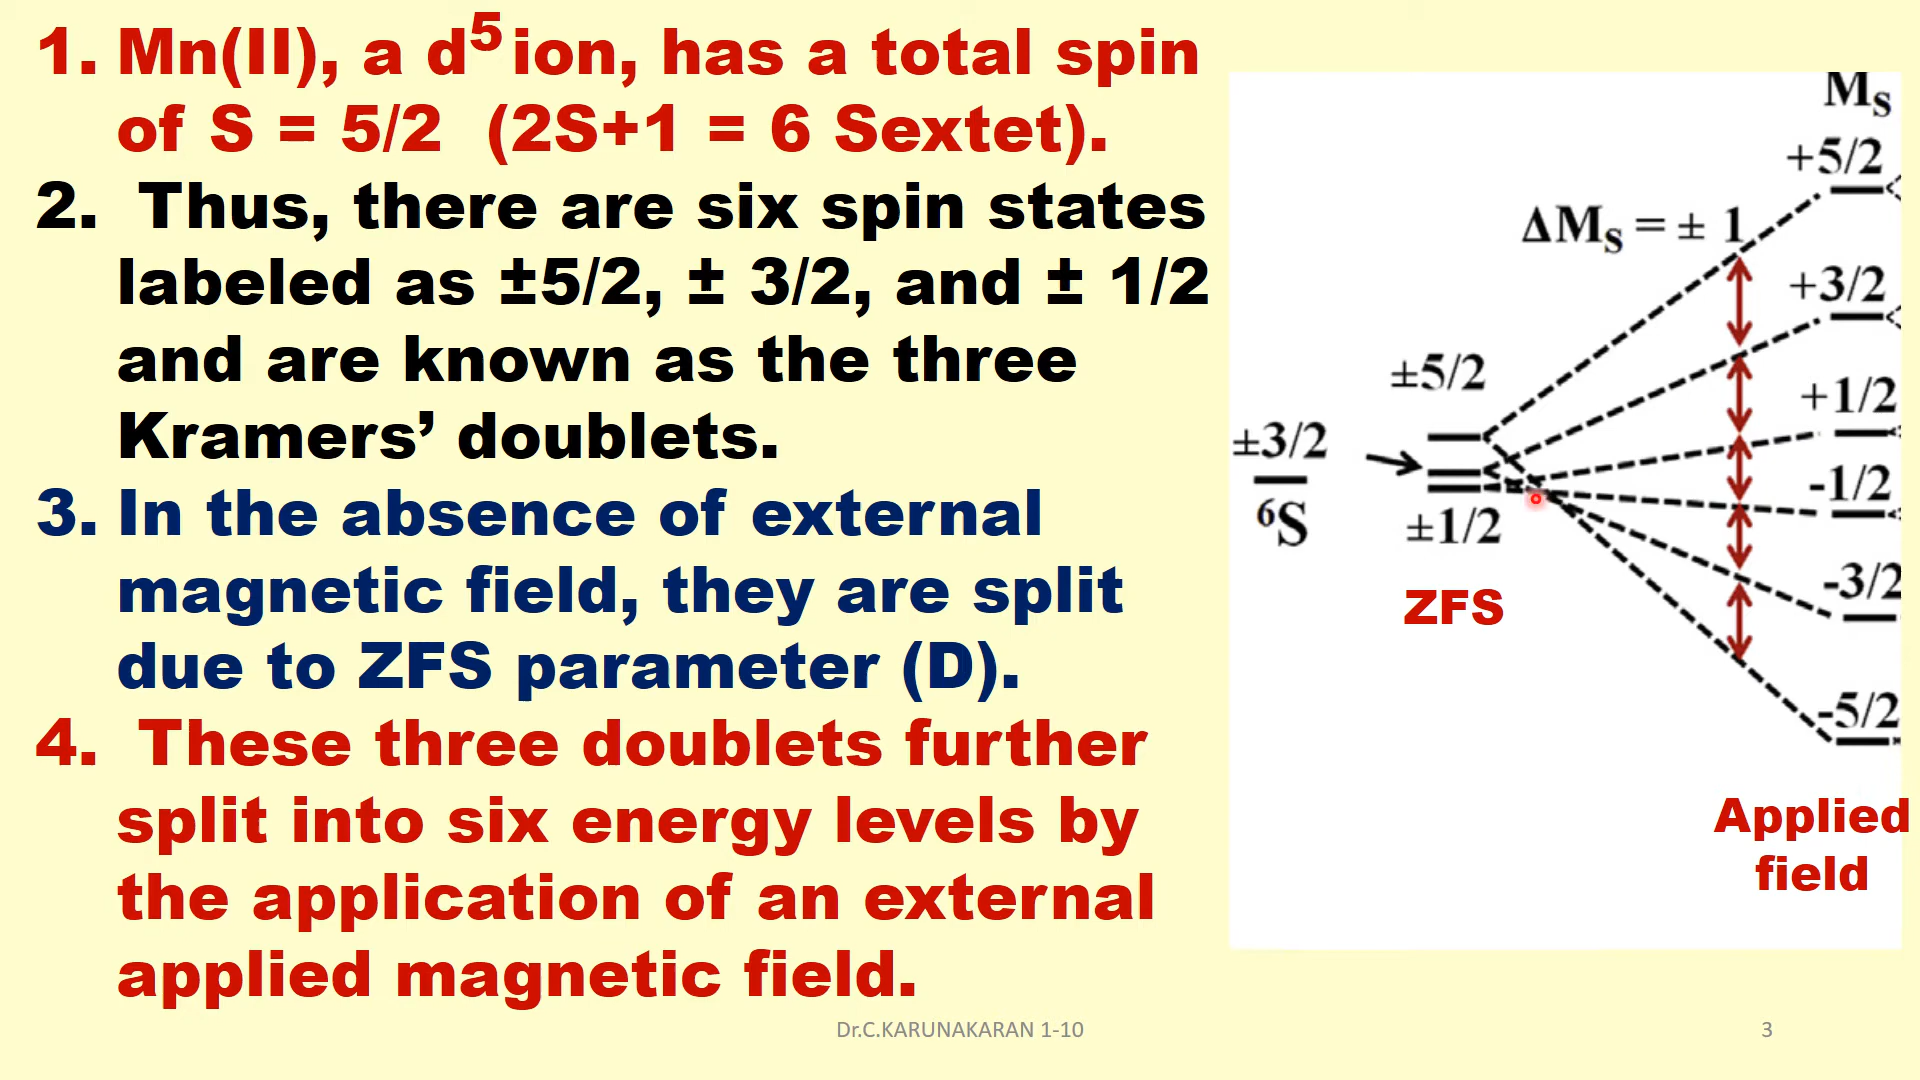 1. Mn(II), a d⁵ ion, has a total spin
of S = 5/2 (2S+1 = 6 Sextet).
2. Thus, there are six spin states
labeled as ±5/2, ± 3/2, and ± 1/2
and are known as the three
Kramers’ doublets.
3. In the absence of external
magnetic field, they are split
due to ZFS parameter (D).
4. These three doublets further
split into six energy levels by
the application of an external
applied magnetic field.
Ms
+5/2
ΔMs = ± 1
+3/2
±5/2
+1/2
±3/2
-1/2
⁶S
±1/2
-3/2
ZFS
-5/2
Applied
field
Dr.C.KARUNAKARAN 1-10
3